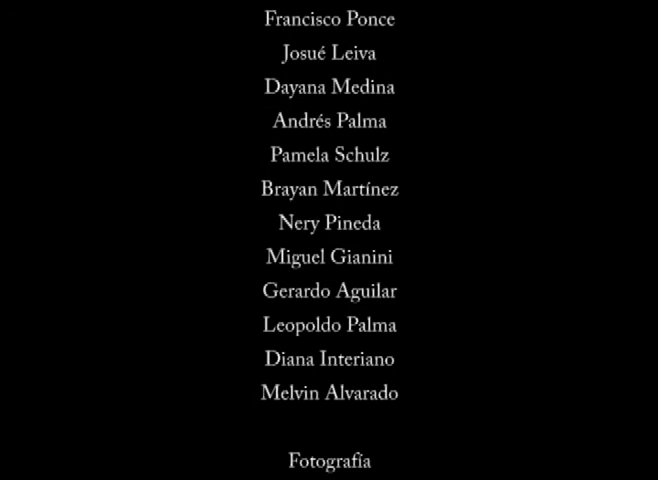 Francisco Ponce
Josué Leiva
Dayana Medina
Andrés Palma
Pamela Schulz
Brayan Martínez
Nery Pineda
Miguel Gianini
Gerardo Aguilar
Leopoldo Palma
Diana Interiano
Melvin Alvarado
Fotografía